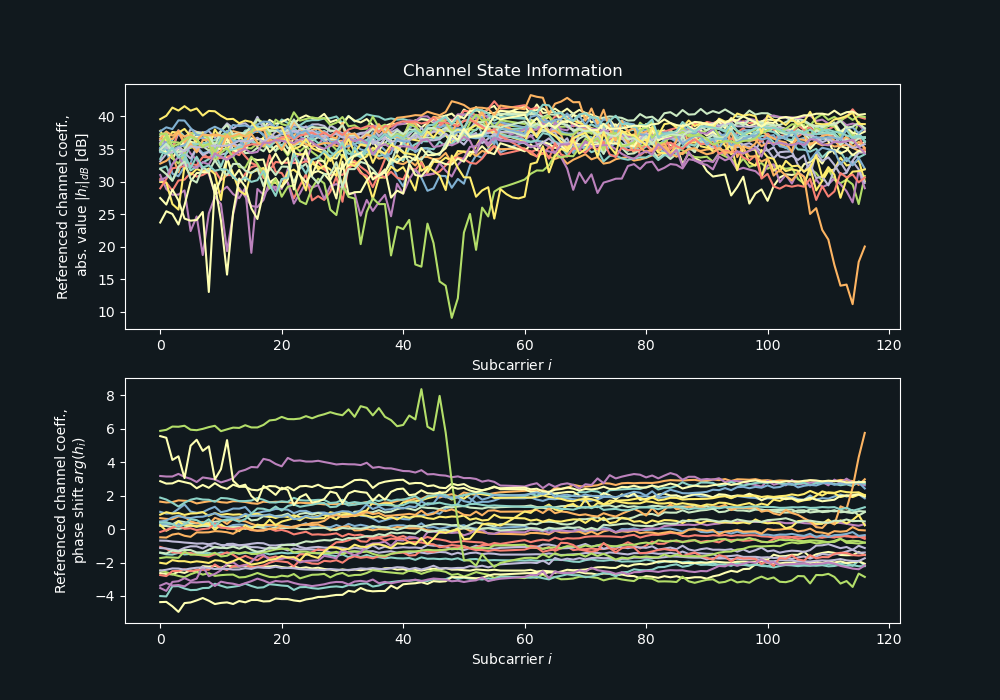 Channel State Information
Referenced channel coeff.,
abs. value |h_i|_dB [dB]
40
35
30
25
20
15
10
0 20 40 60 80 100 120
Subcarrier i
Referenced channel coeff.,
phase shift arg(h_i)
8
6
4
2
0
−2
−4
0 20 40 60 80 100 120
Subcarrier i